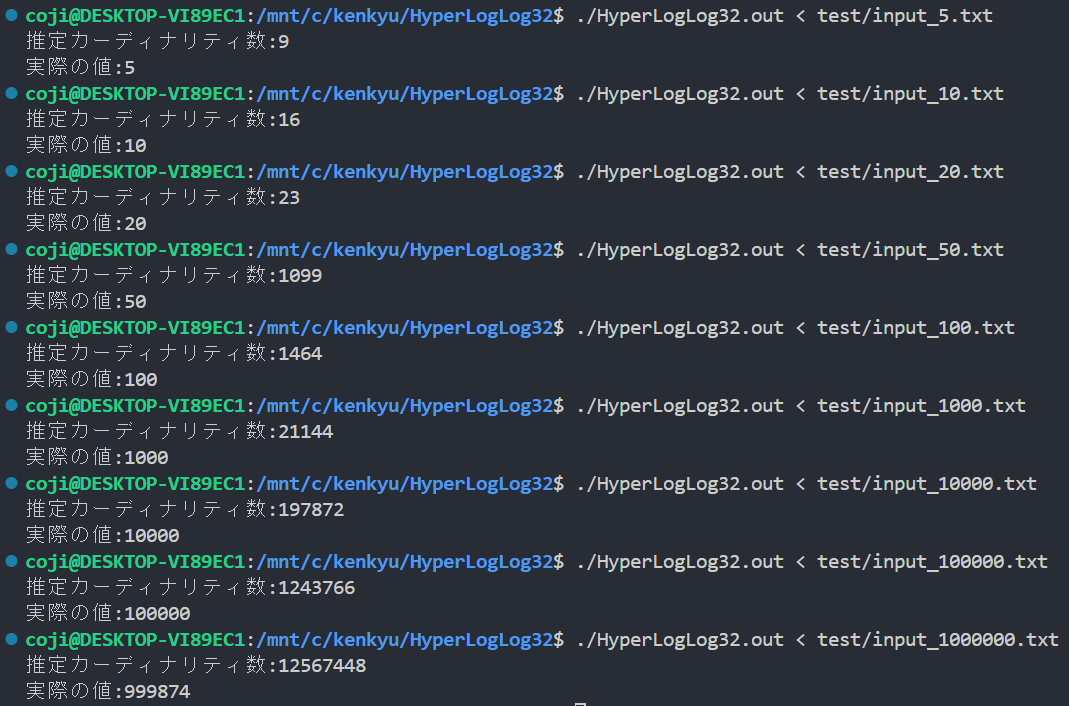 coji@DESKTOP-VI89EC1:/mnt/c/kenkyu/HyperLogLog32$ ./HyperLogLog32.out < test/input_5.txt
推定カーディナリティ数:9
実際の値:5
coji@DESKTOP-VI89EC1:/mnt/c/kenkyu/HyperLogLog32$ ./HyperLogLog32.out < test/input_10.txt
推定カーディナリティ数:16
実際の値:10
coji@DESKTOP-VI89EC1:/mnt/c/kenkyu/HyperLogLog32$ ./HyperLogLog32.out < test/input_20.txt
推定カーディナリティ数:23
実際の値:20
coji@DESKTOP-VI89EC1:/mnt/c/kenkyu/HyperLogLog32$ ./HyperLogLog32.out < test/input_50.txt
推定カーディナリティ数:1099
実際の値:50
coji@DESKTOP-VI89EC1:/mnt/c/kenkyu/HyperLogLog32$ ./HyperLogLog32.out < test/input_100.txt
推定カーディナリティ数:1464
実際の値:100
coji@DESKTOP-VI89EC1:/mnt/c/kenkyu/HyperLogLog32$ ./HyperLogLog32.out < test/input_1000.txt
推定カーディナリティ数:21144
実際の値:1000
coji@DESKTOP-VI89EC1:/mnt/c/kenkyu/HyperLogLog32$ ./HyperLogLog32.out < test/input_10000.txt
推定カーディナリティ数:197872
実際の値:10000
coji@DESKTOP-VI89EC1:/mnt/c/kenkyu/HyperLogLog32$ ./HyperLogLog32.out < test/input_100000.txt
推定カーディナリティ数:1243766
実際の値:100000
coji@DESKTOP-VI89EC1:/mnt/c/kenkyu/HyperLogLog32$ ./HyperLogLog32.out < test/input_1000000.txt
推定カーディナリティ数:12567448
実際の値:999874